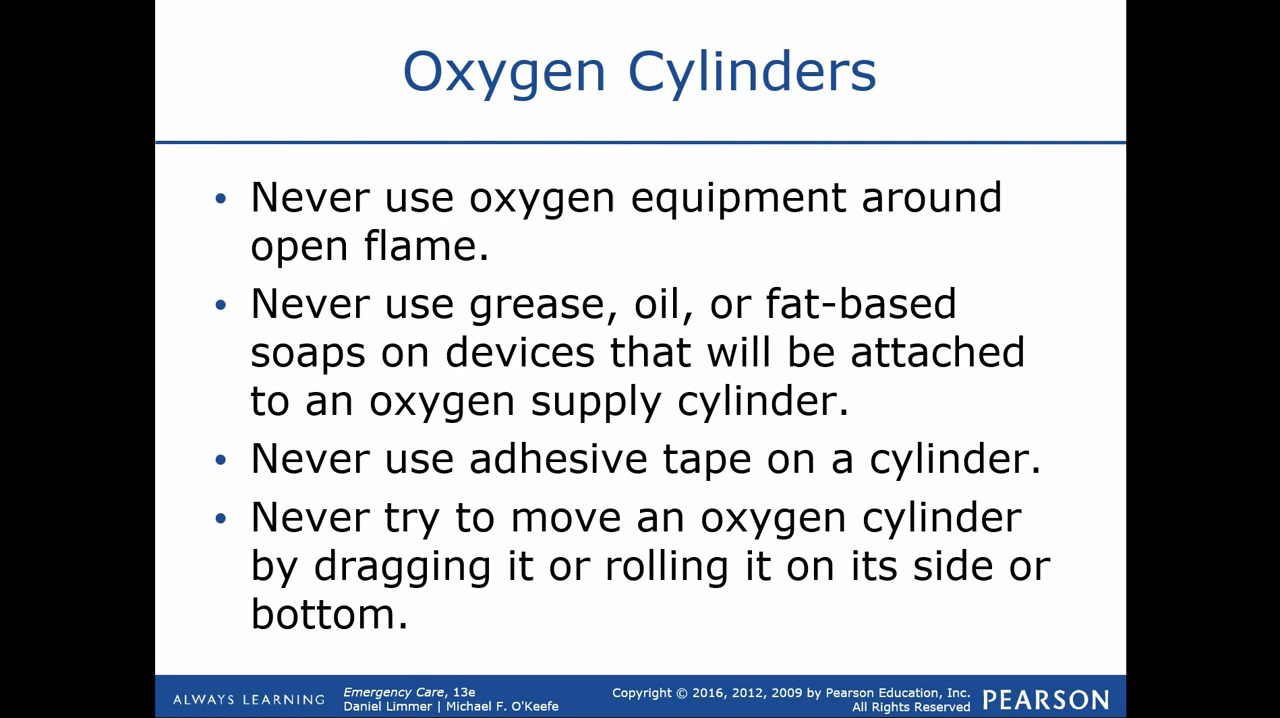 Oxygen Cylinders
• Never use oxygen equipment around
open flame.
• Never use grease, oil, or fat-based
soaps on devices that will be attached
to an oxygen supply cylinder.
• Never use adhesive tape on a cylinder.
• Never try to move an oxygen cylinder
by dragging it or rolling it on its side or
bottom.
ALWAYS LEARNING
Emergency Care, 13e
Daniel Limmer | Michael F. O'Keefe
Copyright © 2016, 2012, 2009 by Pearson Education, Inc.
All Rights Reserved
PEARSON